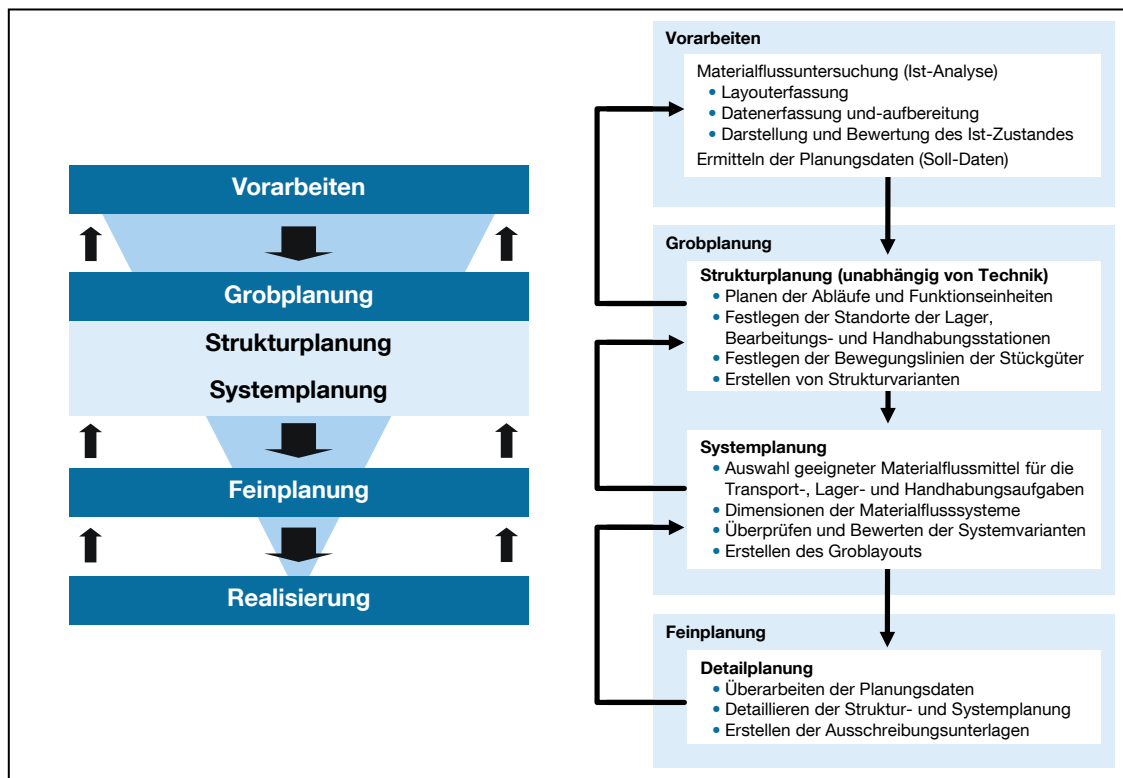 Vorarbeiten
Grobplanung
Strukturplanung
Systemplanung
Feinplanung
Realisierung
Vorarbeiten
Materialflussuntersuchung (Ist-Analyse)
• Layouterfassung
• Datenerfassung und-aufbereitung
• Darstellung und Bewertung des Ist-Zustandes
Ermitteln der Planungsdaten (Soll-Daten)
Grobplanung
Strukturplanung (unabhängig von Technik)
• Planen der Abläufe und Funktionseinheiten
• Festlegen der Standorte der Lager,
Bearbeitungs- und Handhabungsstationen
• Festlegen der Bewegungslinien der Stückgüter
• Erstellen von Strukturvarianten
Systemplanung
• Auswahl geeigneter Materialflussmittel für die
Transport-, Lager- und Handhabungsaufgaben
• Dimensionen der Materialflusssysteme
• Überprüfen und Bewerten der Systemvarianten
• Erstellen des Groblayouts
Feinplanung
Detailplanung
• Überarbeiten der Planungsdaten
• Detaillieren der Struktur- und Systemplanung
• Erstellen der Ausschreibungsunterlagen